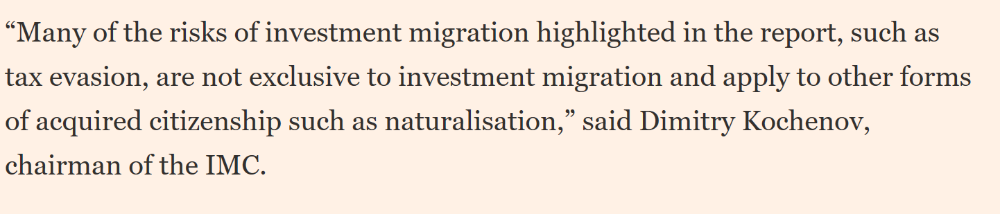 “Many of the risks of investment migration highlighted in the report, such as
tax evasion, are not exclusive to investment migration and apply to other forms
of acquired citizenship such as naturalisation,” said Dimitry Kochenov,
chairman of the IMC.